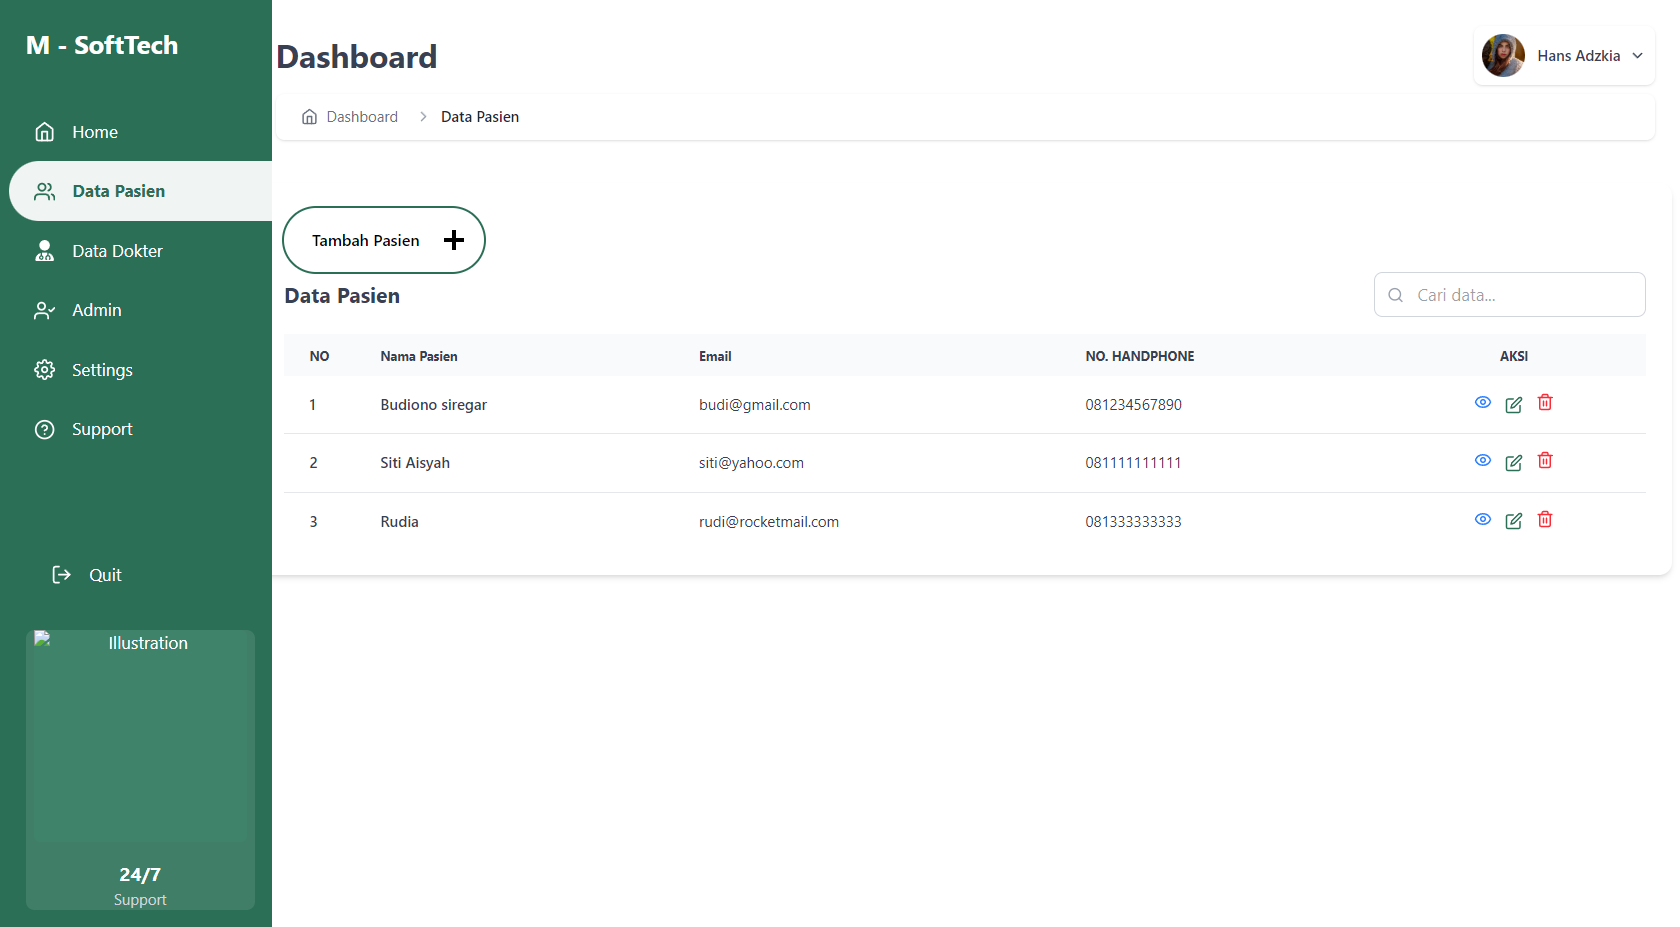 M - SoftTech
Home
Data Pasien
Data Dokter
Admin
Settings
Support
Quit
Illustration
24/7
Support
Dashboard
Hans Adzkia
Dashboard > Data Pasien
Tambah Pasien
Data Pasien
Cari data...
NO Nama Pasien Email NO. HANDPHONE AKSI
1 Budiono siregar budi@gmail.com 081234567890
2 Siti Aisyah siti@yahoo.com 081111111111
3 Rudia rudi@rocketmail.com 081333333333